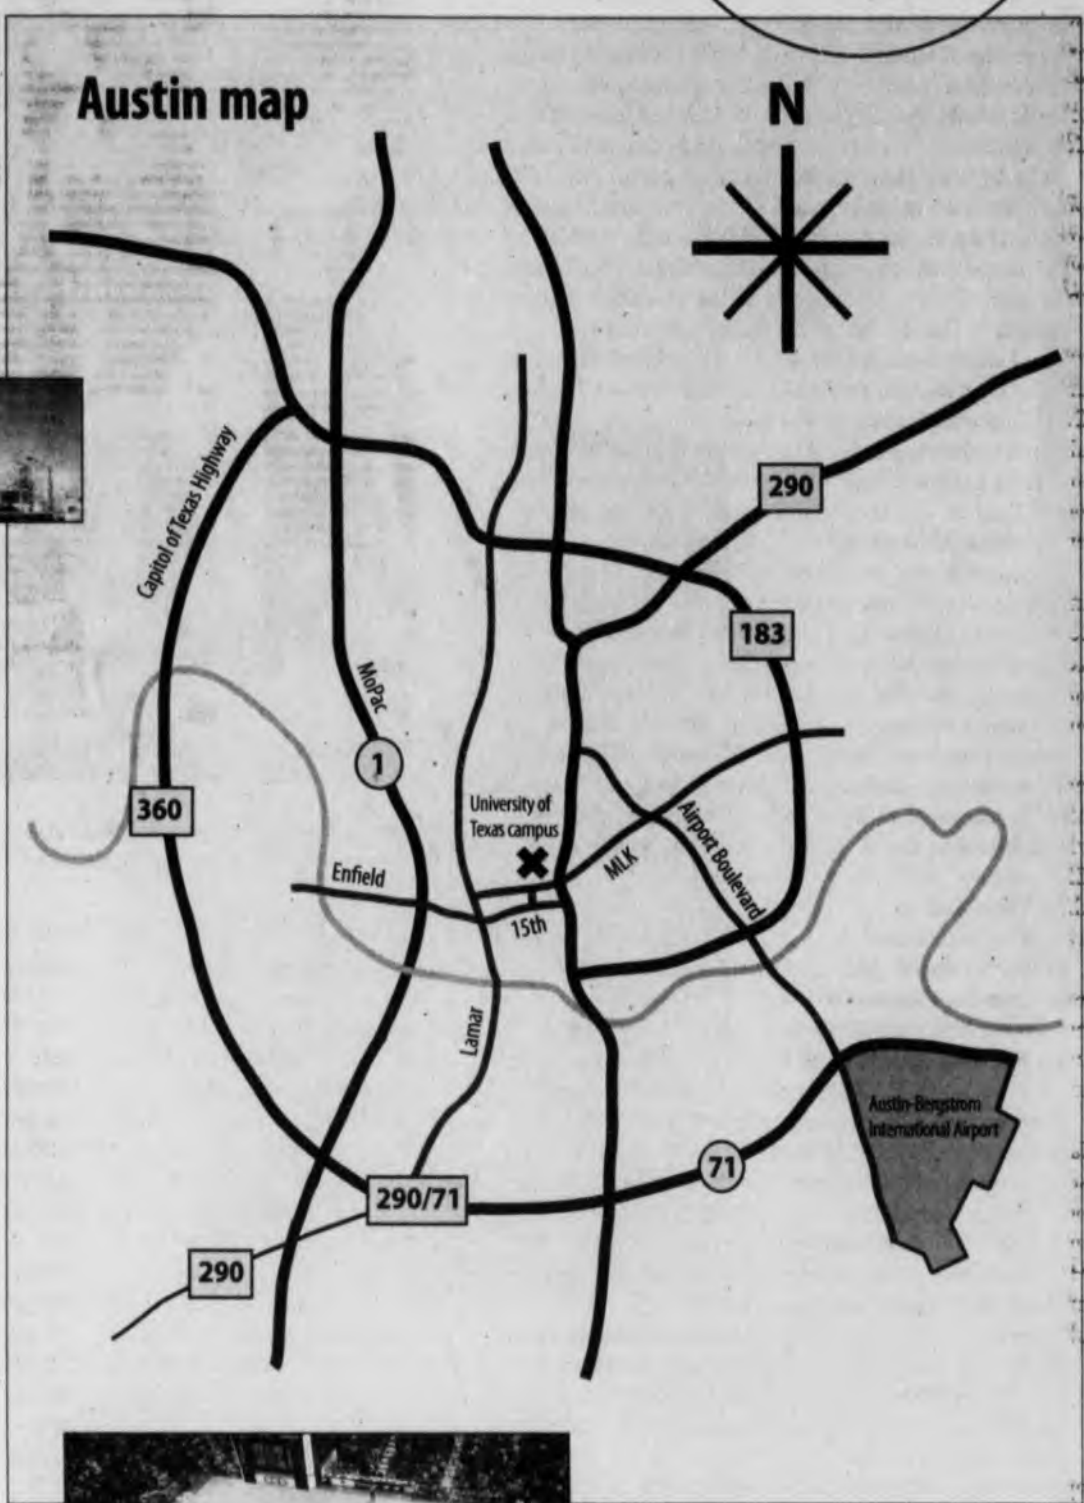 Austin map
N
290
Capitol of Texas Highway
183
MoPac
1
360
University of
Texas campus
Airport Boulevard
MLK
Enfield
15th
Lamar
Austin-Bergstrom
International Airport
71
290/71
290